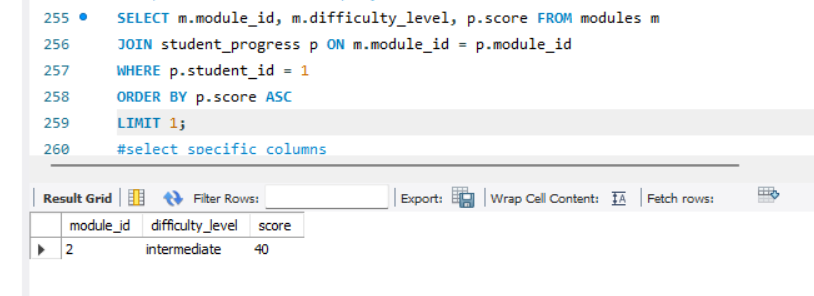 255 SELECT m.module_id, m.difficulty_level, p.score FROM modules m
256 JOIN student_progress p ON m.module_id = p.module_id
257 WHERE p.student_id = 1
258 ORDER BY p.score ASC
259 LIMIT 1;
260 #select specific columns
Result Grid Filter Rows: Export: Wrap Cell Content: IA Fetch rows:
module_id difficulty_level score
2 intermediate 40